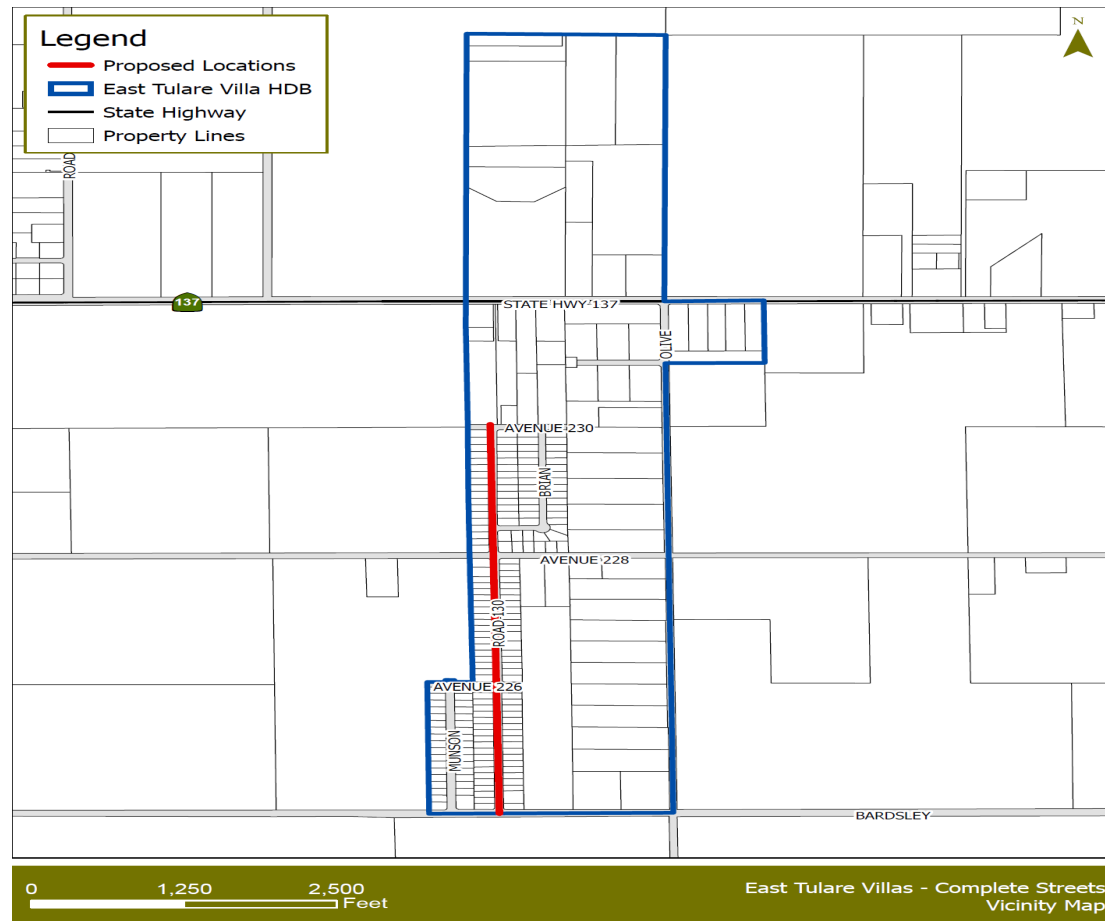 Legend
Proposed Locations
East Tulare Villa HDB
State Highway
Property Lines
N
ROAD
137
STATE HWY 137
OLIVE
AVENUE 230
BRIAN
AVENUE 228
ROAD 130
AVENUE 226
MUNSON
BARDSLEY
0 1,250 2,500
Feet
East Tulare Villas - Complete Streets
Vicinity Map